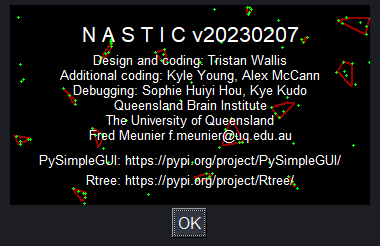 N A S T I C v20230207
Design and coding: Tristan Wallis
Additional coding: Kyle Young, Alex McCann
Debugging: Sophie Huiyi Hou, Kye Kudo
Queensland Brain Institute
The University of Queensland
Fred Meunier f.meunier@uq.edu.au
PySimpleGUI: https://pypi.org/project/PySimpleGUI/
Rtree: https://pypi.org/project/Rtree/
OK